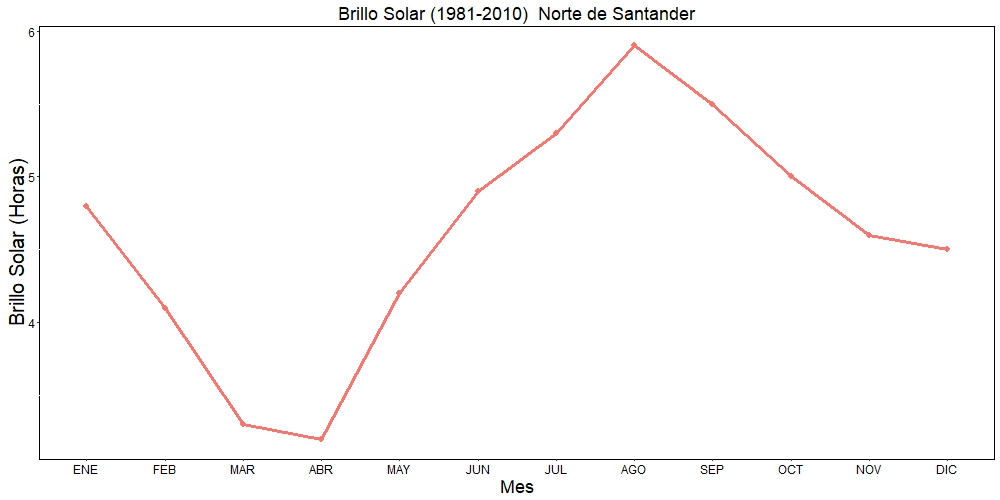 Brillo Solar (1981-2010)  Norte de Santander
Brillo Solar (Horas)
6
5
4
ENE FEB MAR ABR MAY JUN JUL AGO SEP OCT NOV DIC
Mes